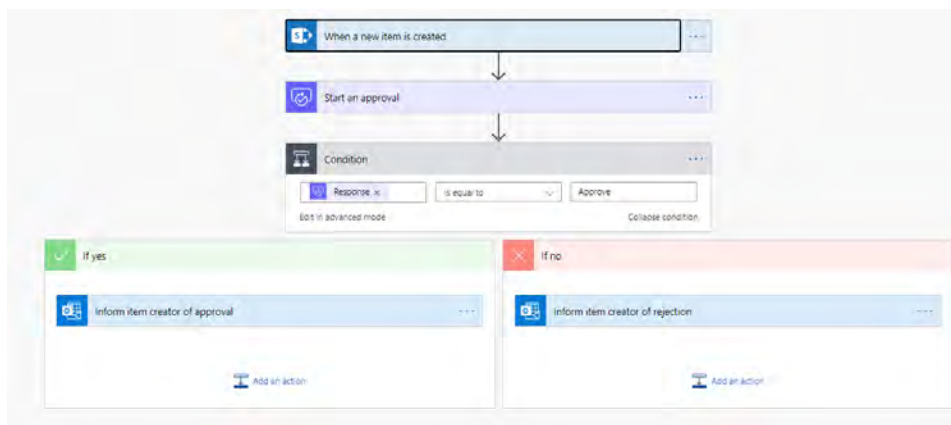 When a new item is created
Start an approval
Condition
Response × is equal to Approve
Edit in advanced mode Collapse condition
If yes If no
Inform item creator of approval Inform item creator of rejection
Add an action Add an action